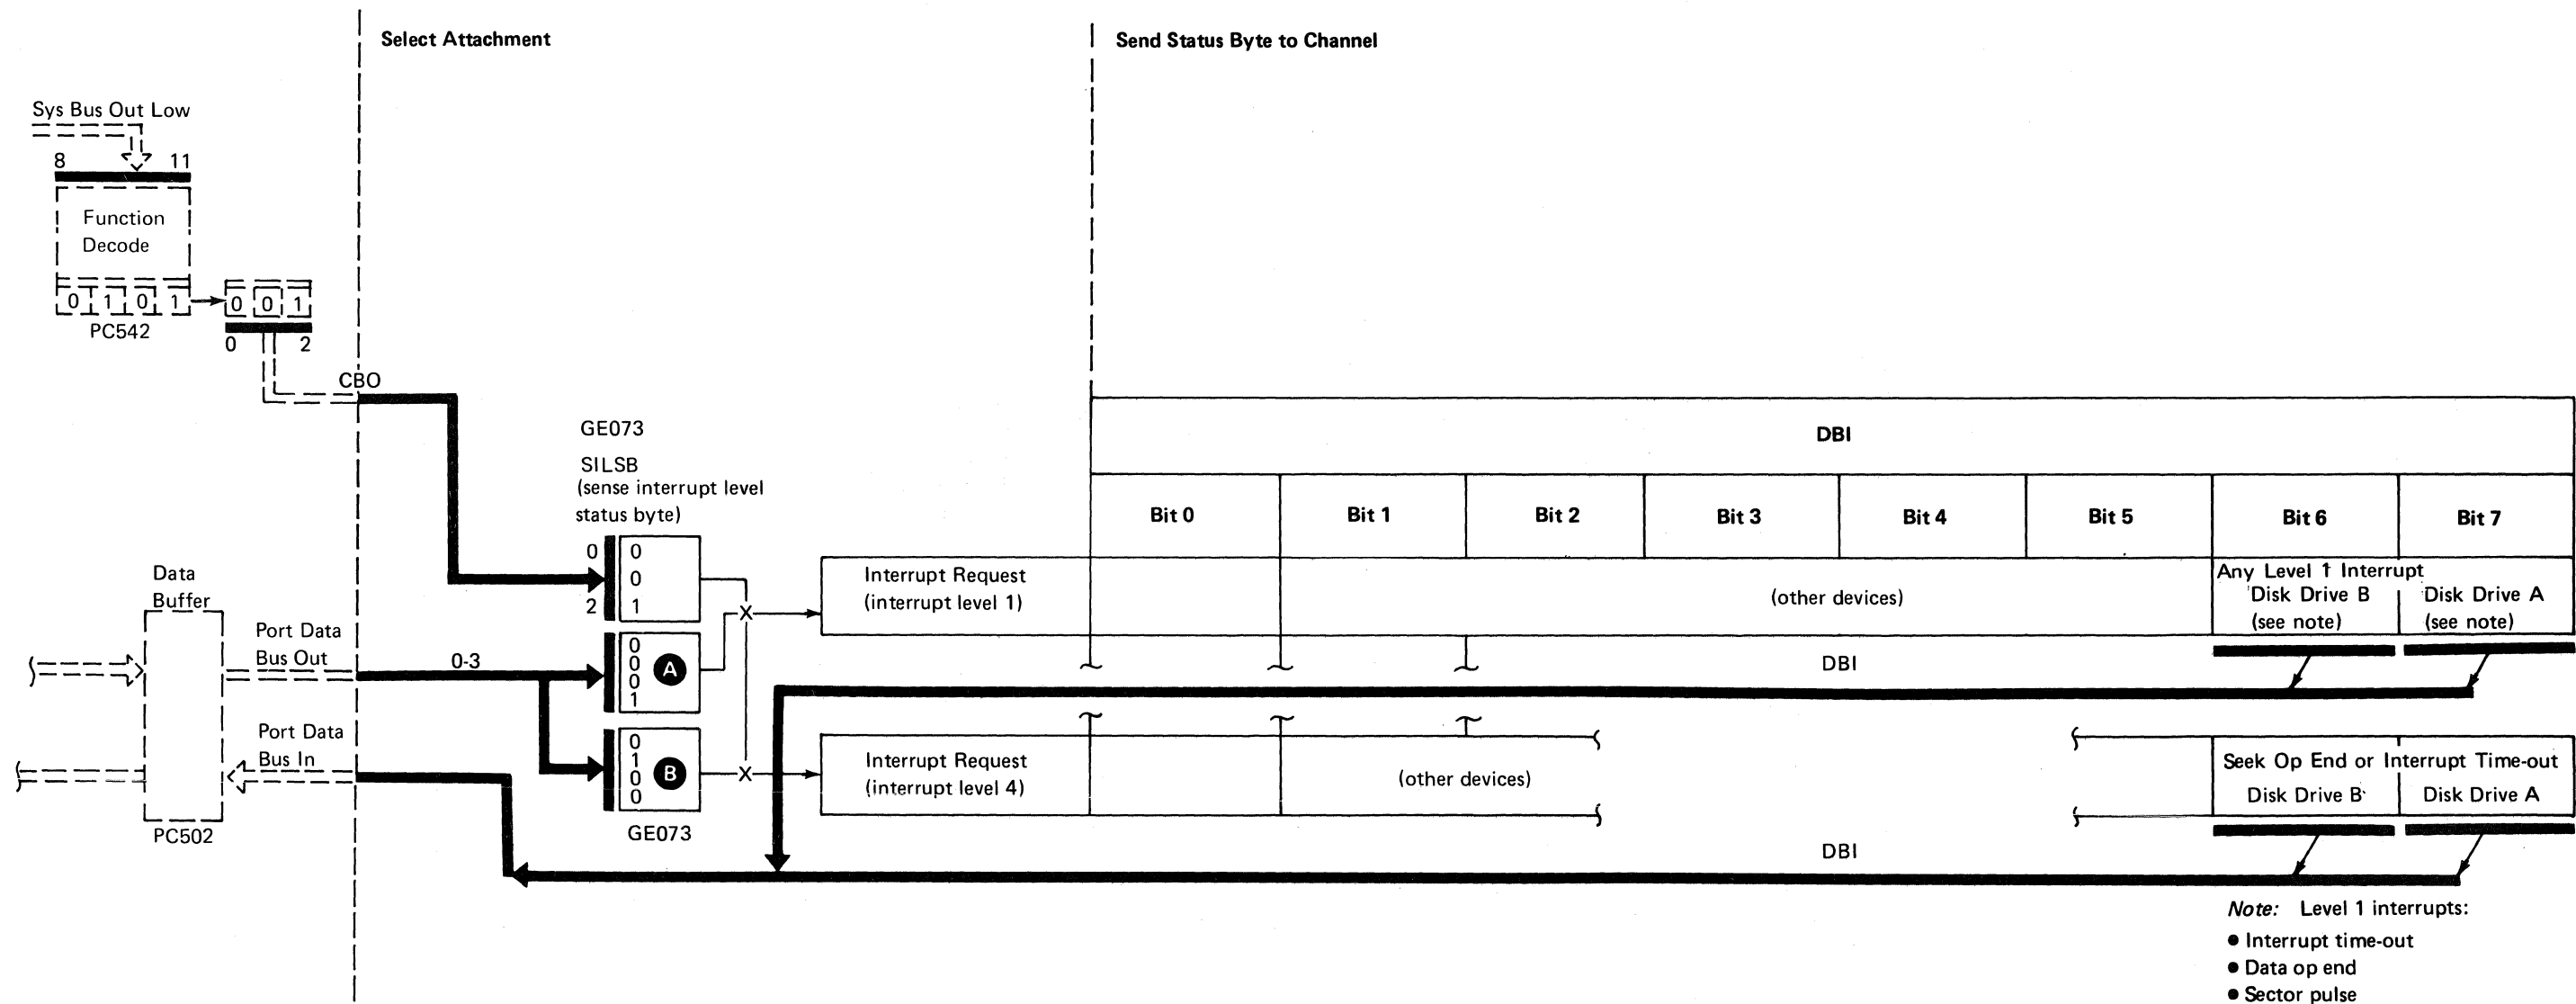 Select Attachment
Send Status Byte to Channel
Sys Bus Out Low
8 11
Function
Decode
0 1 0 1
0 0 1
PC542
0 2
CBO
GE073
SILSB
(sense interrupt level
status byte)
0 0
0
2 1
DBI
Bit 0 Bit 1 Bit 2 Bit 3 Bit 4 Bit 5 Bit 6 Bit 7
Interrupt Request
(interrupt level 1)
(other devices)
Any Level 1 Interrupt
Disk Drive B Disk Drive A
(see note) (see note)
Data
Buffer
Port Data
Bus Out
0-3
0
0
0
1
A
DBI
Port Data
Bus In
0
1
0
0
B
Interrupt Request
(interrupt level 4)
(other devices)
Seek Op End or Interrupt Time-out
Disk Drive B Disk Drive A
PC502
GE073
DBI
Note: Level 1 interrupts:
● Interrupt time-out
● Data op end
● Sector pulse